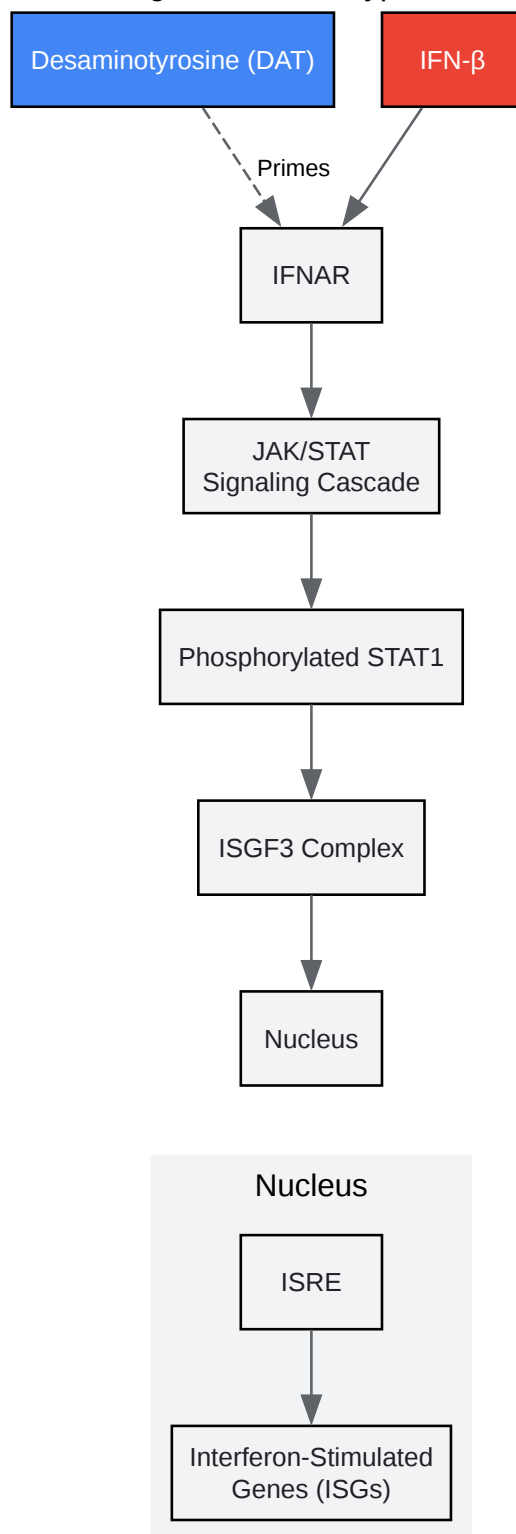 Desaminotyrosine (DAT)
IFN-β
Primes
IFNAR
JAK/STAT
Signaling Cascade
Phosphorylated STAT1
ISGF3 Complex
Nucleus
Nucleus
ISRE
Interferon-Stimulated
Genes (ISGs)